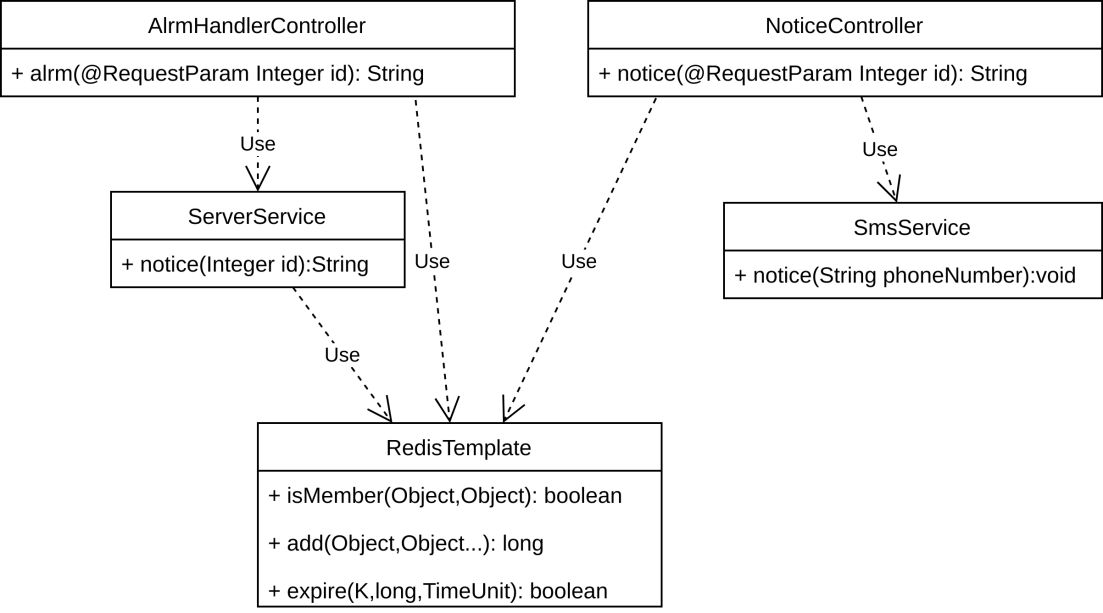 AlrmHandlerController
+ alrm(@RequestParam Integer id): String
NoticeController
+ notice(@RequestParam Integer id): String
Use
Use
ServerService
+ notice(Integer id):String
SmsService
+ notice(String phoneNumber):void
Use
Use
Use
RedisTemplate
+ isMember(Object,Object): boolean
+ add(Object,Object...): long
+ expire(K,long,TimeUnit): boolean